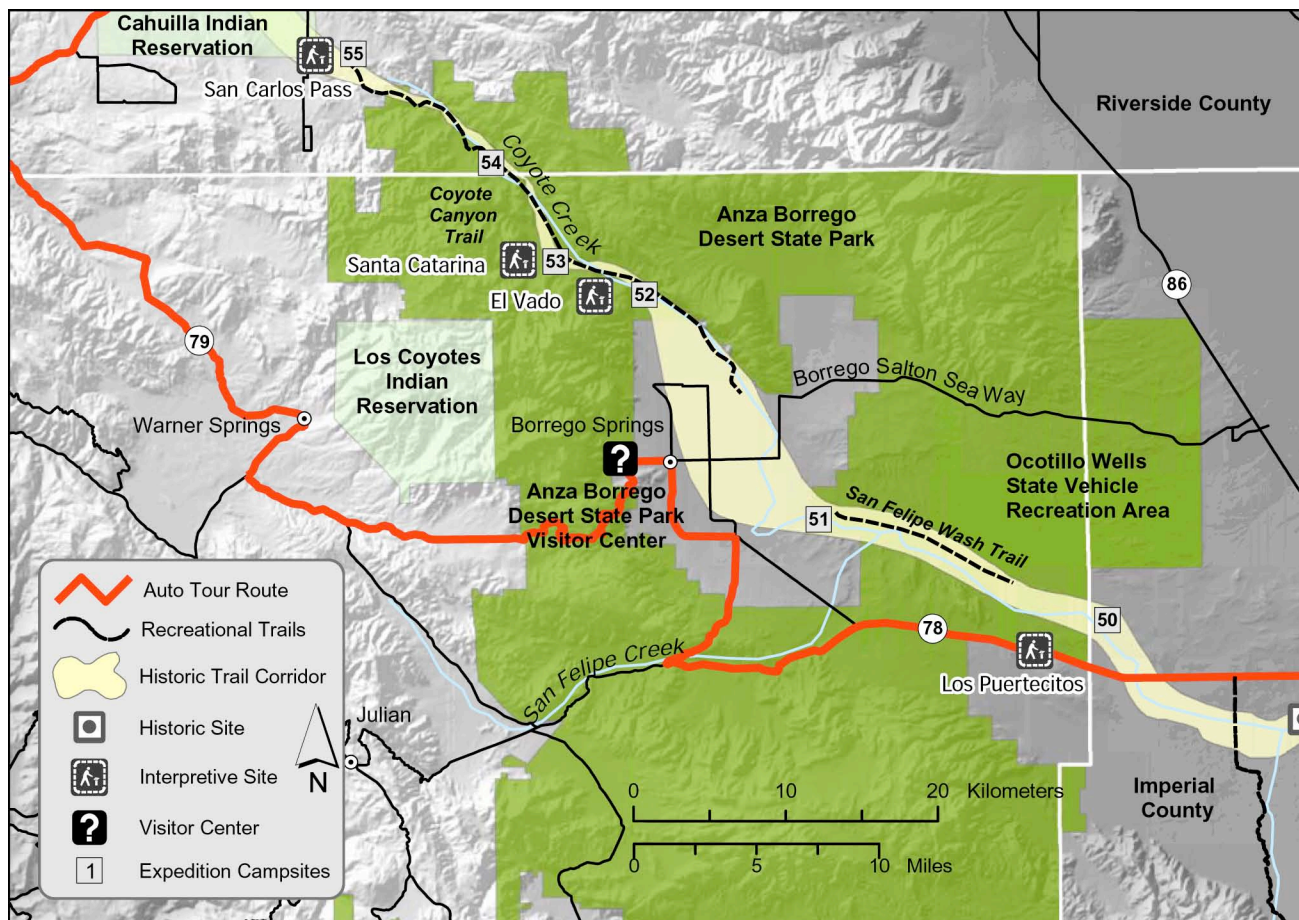 Cahuilla Indian
Reservation
55
San Carlos Pass
Riverside County
54
Coyote Creek
Coyote
Canyon
Trail
Anza Borrego
Desert State Park
Santa Catarina
53
El Vado
52
86
79
Los Coyotes
Indian
Reservation
Borrego Salton Sea Way
Warner Springs
Borrego Springs
?
Anza Borrego
Desert State Park
Visitor Center
Ocotillo Wells
State Vehicle
Recreation Area
51
San Felipe Wash Trail
50
78
San Felipe Creek
Los Puertecitos
Julian
N
Imperial
County
0 10 20 Kilometers
0 5 10 Miles
Auto Tour Route
Recreational Trails
Historic Trail Corridor
Historic Site
Interpretive Site
? Visitor Center
1 Expedition Campsites